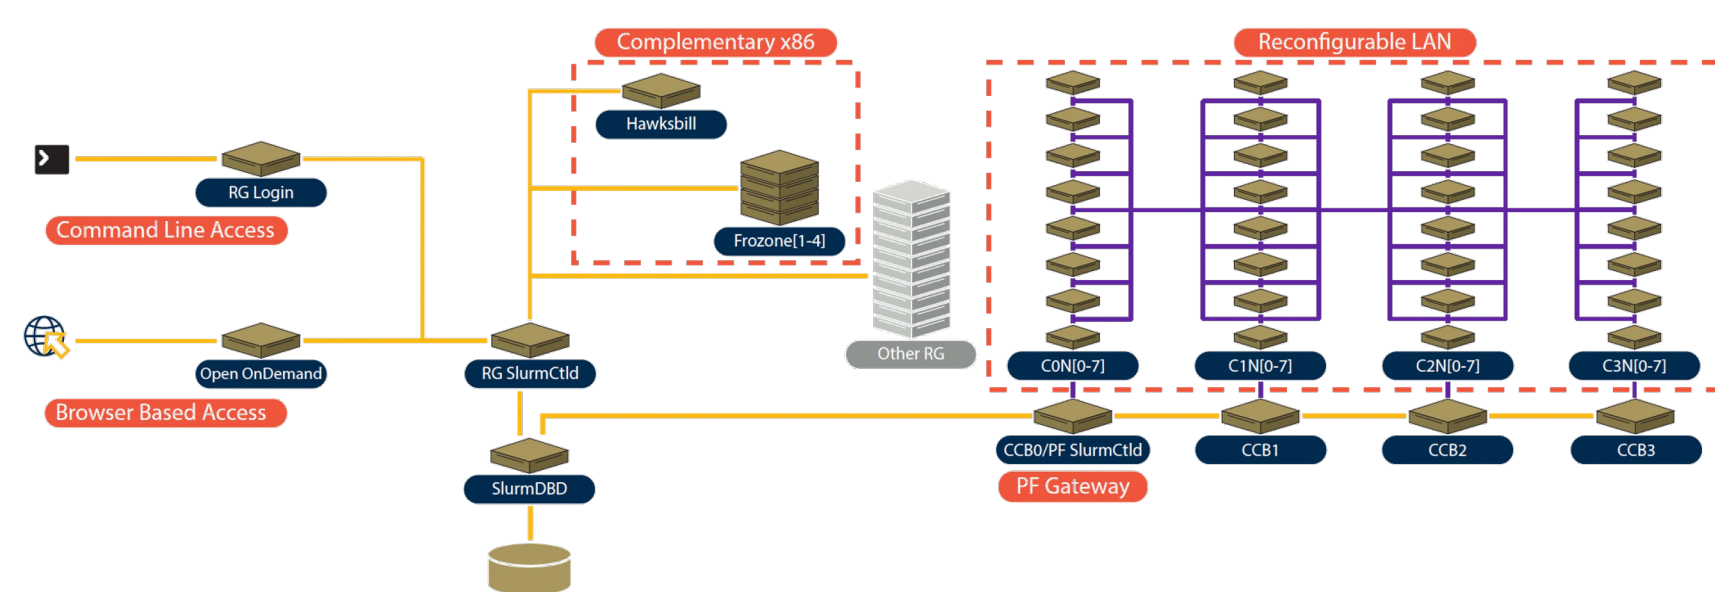 Complementary x86
Reconfigurable LAN
Hawksbill
RG Login
Command Line Access
Frozone[1-4]
Other RG
Open OnDemand
RG SlurmCtld
Browser Based Access
C0N[0-7]
C1N[0-7]
C2N[0-7]
C3N[0-7]
CCB0/PF SlurmCtld
CCB1
CCB2
CCB3
PF Gateway
SlurmDBD